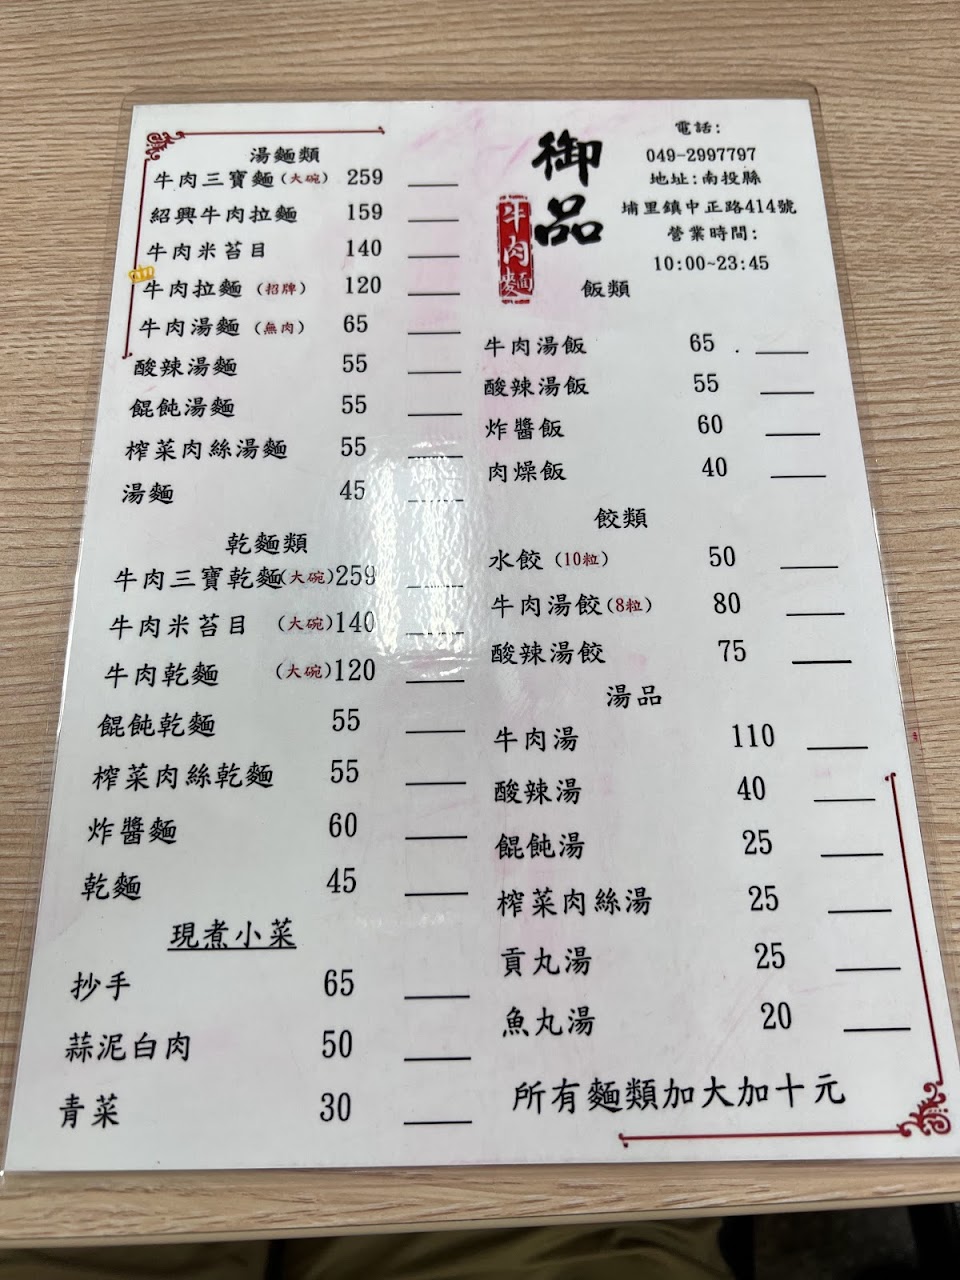 湯麵類
牛肉三寶麵(大碗) 259
紹興牛肉拉麵 159
牛肉米苔目 140
牛肉拉麵(招牌) 120
牛肉湯麵(無肉) 65
酸辣湯麵 55
餛飩湯麵 55
榨菜肉絲湯麵 55
湯麵 45
乾麵類
牛肉三寶乾麵(大碗)259
牛肉米苔目 (大碗)140
牛肉乾麵 (大碗)120
餛飩乾麵 55
榨菜肉絲乾麵 55
炸醬麵 60
乾麵 45
現煮小菜
抄手 65
蒜泥白肉 50
青菜 30
御品
牛肉麵
電話:
049-2997797
地址:南投縣
埔里鎮中正路414號
營業時間:
10:00~23:45
飯類
牛肉湯飯 65
酸辣湯飯 55
炸醬飯 60
肉燥飯 40
餃類
水餃(10粒) 50
牛肉湯餃(8粒) 80
酸辣湯餃 75
湯品
牛肉湯 110
酸辣湯 40
餛飩湯 25
榨菜肉絲湯 25
貢丸湯 25
魚丸湯 20
所有麵類加大加十元